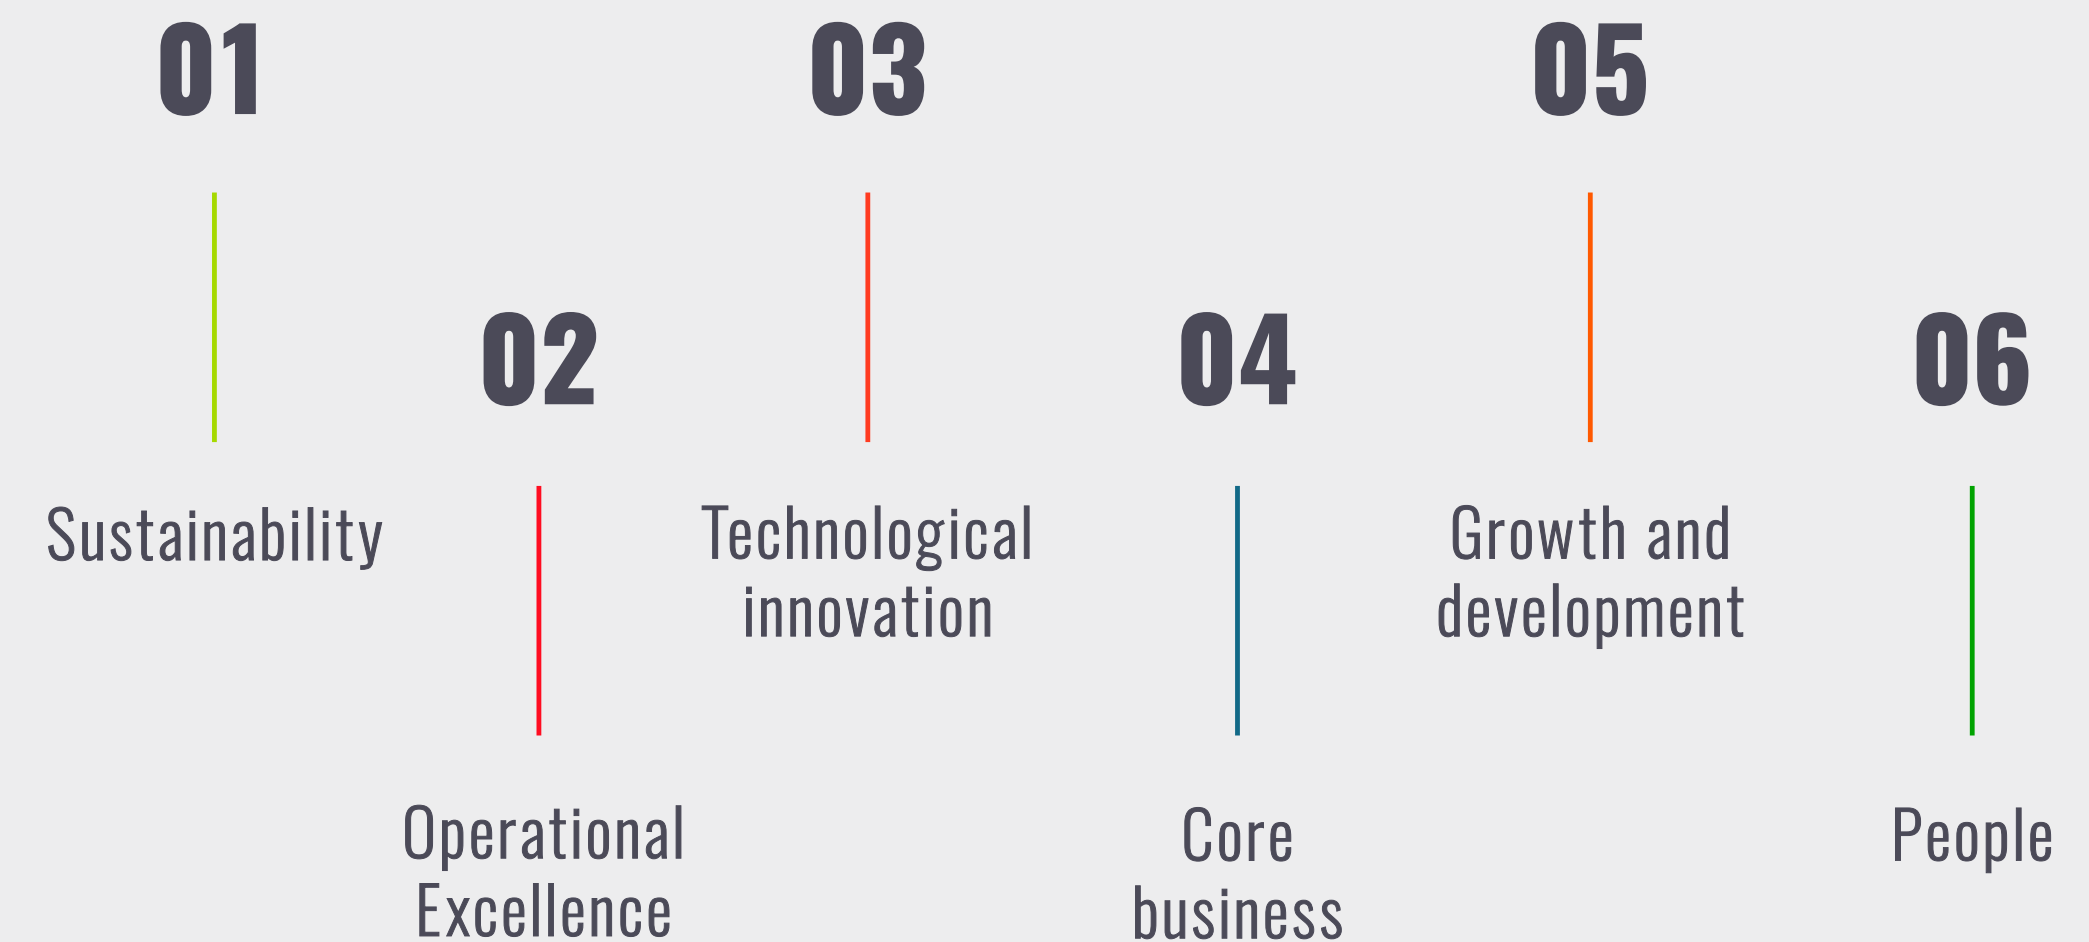 01
Sustainability
02
Operational
Excellence
03
Technological
innovation
04
Core
business
05
Growth and
development
06
People